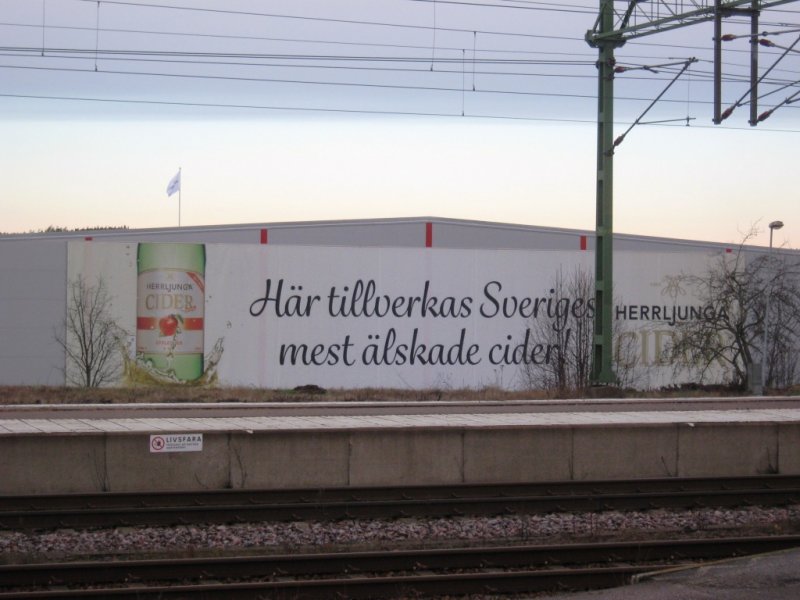 HERRLJUNGA
CIDER
Här tillverkas Sveriges
mest älskade cider!
HERRLJUNGA
CIDER
LIVSFARA